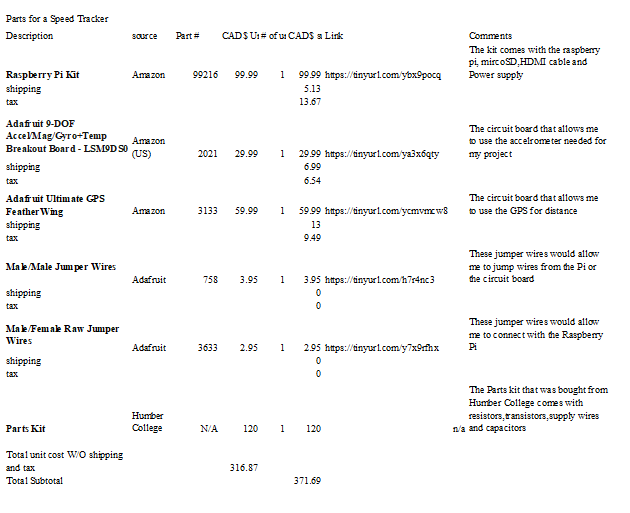 Parts for a Speed Tracker
Description source Part # CAD$ U # of u CAD$ s Link Comments
The kit comes with the raspberry
pi, mircoSD,HDMI cable and
Raspberry Pi Kit Amazon 99216 99.99 1 99.99 https://tinyurl.com/ybx9pocq Power supply
shipping 5.13
tax 13.67
Adafruit 9-DOF
Accel/Mag/Gyro+Temp
Breakout Board - LSM9DS0
Amazon
(US) 2021 29.99 1 29.99 https://tinyurl.com/ya3x6qty
The circuit board that allows me
to use the accelrometer needed for
my project
shipping 6.99
tax 6.54
Adafruit Ultimate GPS
FeatherWing Amazon 3133 59.99 1 59.99 https://tinyurl.com/ycmvmcw8
The circuit board that allows me
to use the GPS for distance
shipping 13
tax 9.49
Male/Male Jumper Wires
Adafruit 758 3.95 1 3.95 https://tinyurl.com/h7r4nc3
These jumper wires would allow
me to jump wires from the Pi or
the circuit board
shipping 0
tax 0
Male/Female Raw Jumper
Wires
Adafruit 3633 2.95 1 2.95 https://tinyurl.com/y7x9rfhx
These jumper wires would allow
me to connect with the Raspberry
Pi
shipping 0
tax 0
Parts Kit
Humber
College N/A 120 1 120 n/a
The Parts kit that was bought from
Humber College comes with
resistors,transistors,supply wires
and capacitors
Total unit cost W/O shipping
and tax 316.87
Total Subtotal 371.69